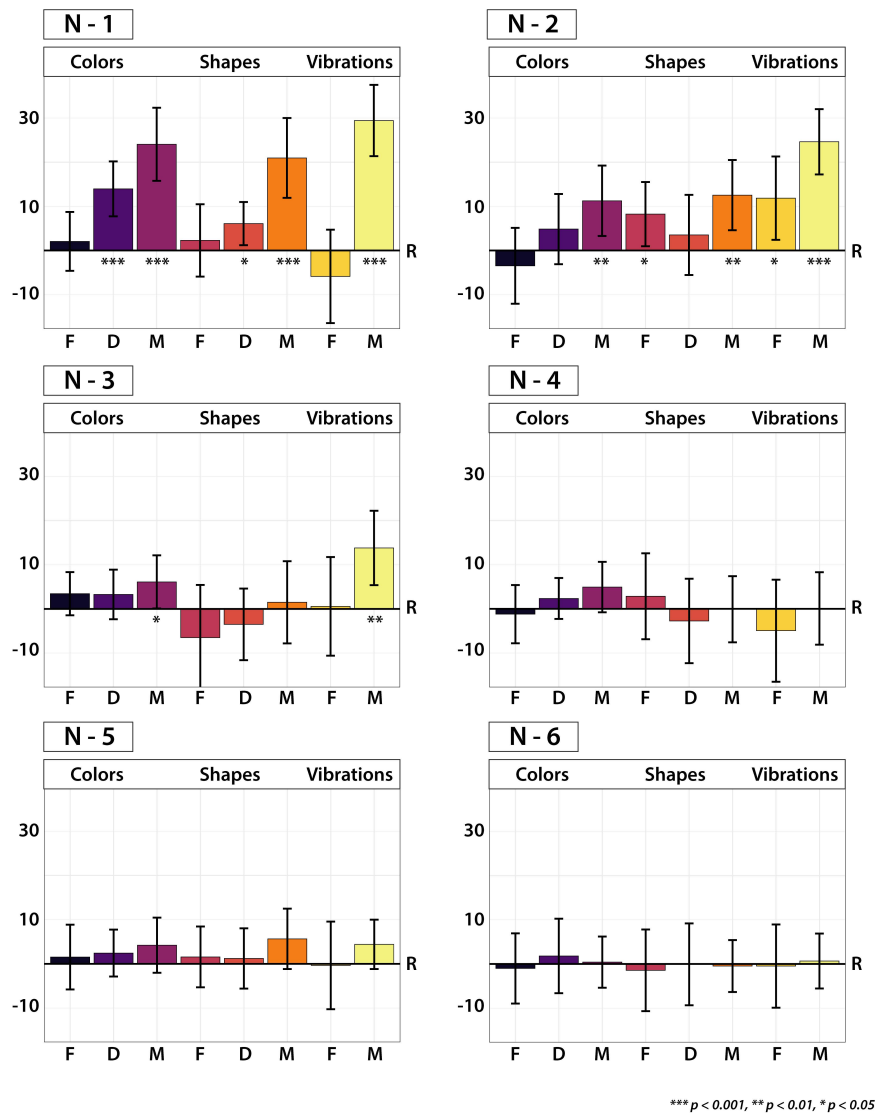 N - 1
Colors Shapes Vibrations
30
10
R
*** *** * *** ***
-10
F D M F D M F M
N - 2
Colors Shapes Vibrations
30
10
R
** * ** * ***
-10
F D M F D M F M
N - 3
Colors Shapes Vibrations
30
10
R
* **
-10
F D M F D M F M
N - 4
Colors Shapes Vibrations
30
10
R
-10
F D M F D M F M
N - 5
Colors Shapes Vibrations
30
10
R
-10
F D M F D M F M
N - 6
Colors Shapes Vibrations
30
10
R
-10
F D M F D M F M
*** p < 0.001, ** p < 0.01, * p < 0.05